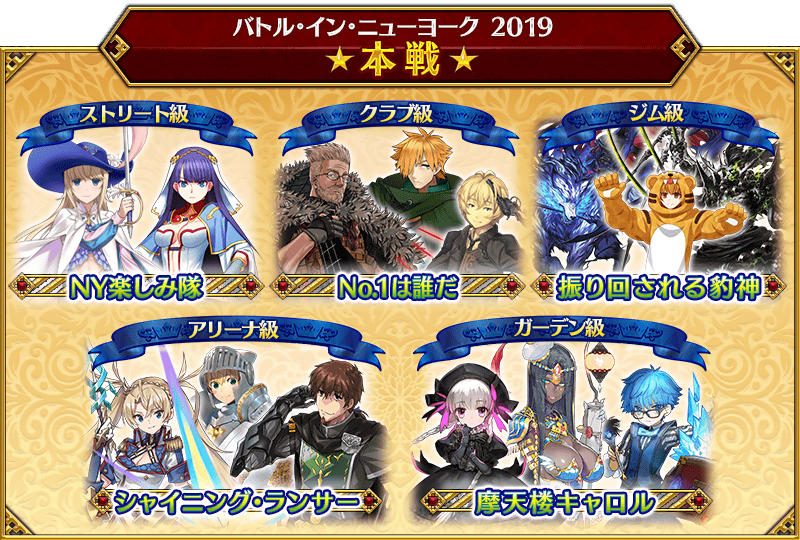 バトル・イン・ニューヨーク 2019
★本戦★
ストリート級
クラブ級
ジム級
NY楽しみ隊
No.1は誰だ
振り回される豹神
アリーナ級
ガーデン級
シャイニング・ランサー
摩天楼キャロル